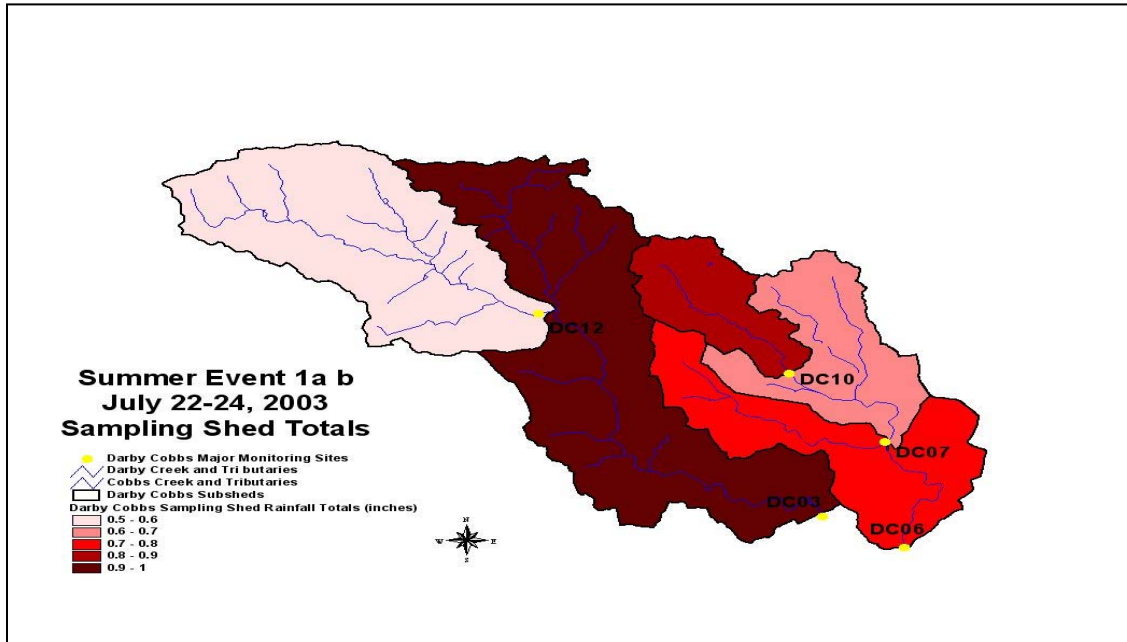 DC12
DC10
DC07
DC03
DC06
Summer Event 1a b
July 22-24, 2003
Sampling Shed Totals
Darby Cobbs Major Monitoring Sites
Darby Creek and Tri butaries
Cobbs Creek and Tributaries
Darby Cobbs Subsheds
Darby Cobbs Sampling Shed Rainfall Totals (inches)
0.5 - 0.6
0.6 - 0.7
0.7 - 0.8
0.8 - 0.9
0.9 - 1
N
W E
S